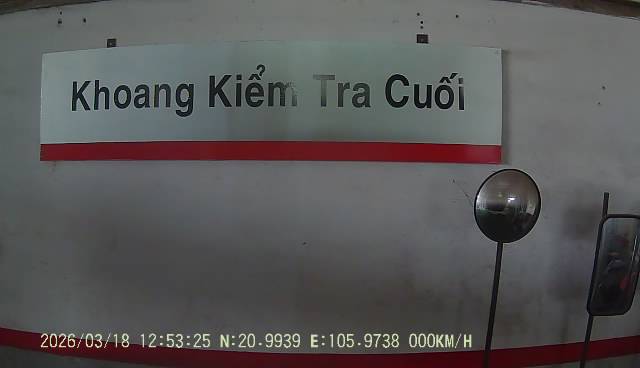 Khoang Kiểm Tra Cuối
2026/03/18 12:53:25 N:20.9939 E:105.9738 000KM/H